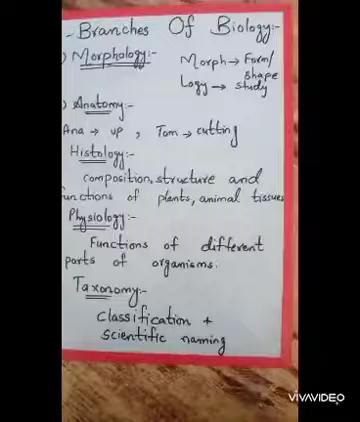 - Branches Of Biology:-
) Morphology:- Morph → Form/
shape
Logy → study
) Anatomy:-
Ana → up , Tom → cutting
Histology:-
composition, structure and
functions of plants, animal tissues
Physiology:-
Functions of different
parts of organisms.
Taxonomy:-
Classification +
scientific naming
VIVAVIDEO